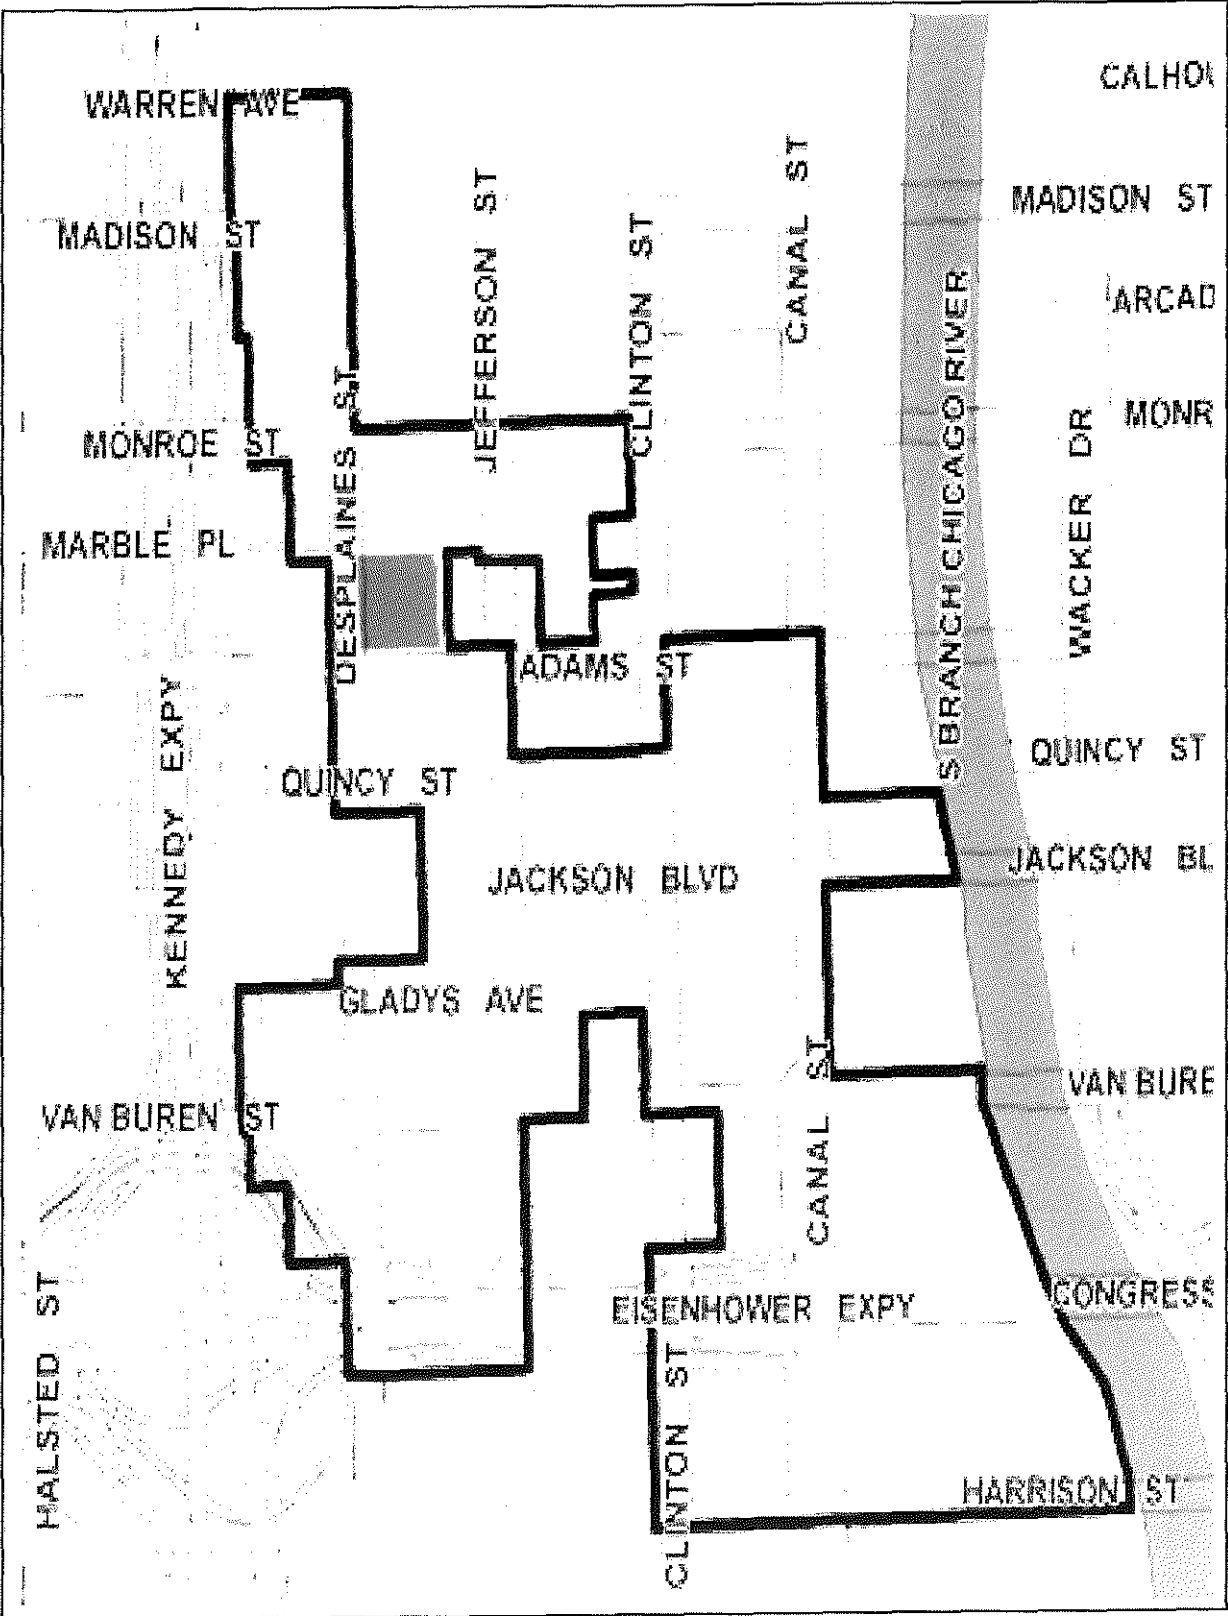 CALHOU
WARREN AVE
MADISON ST
MADISON ST
JEFFERSON ST
CLINTON ST
CANAL ST
S BRANCH CHICAGO RIVER
ARCAD
MONR
WACKER DR
MONROE ST
DESPLAINES ST
MARBLE PL
ADAMS ST
KENNEDY EXPY
QUINCY ST
QUINCY ST
JACKSON BLVD
JACKSON BL
GLADYS AVE
VAN BURE
VAN BUREN ST
CANAL ST
HALSTED ST
EISENHOWER EXPY
CONGRESS
CLINTON ST
HARRISON ST